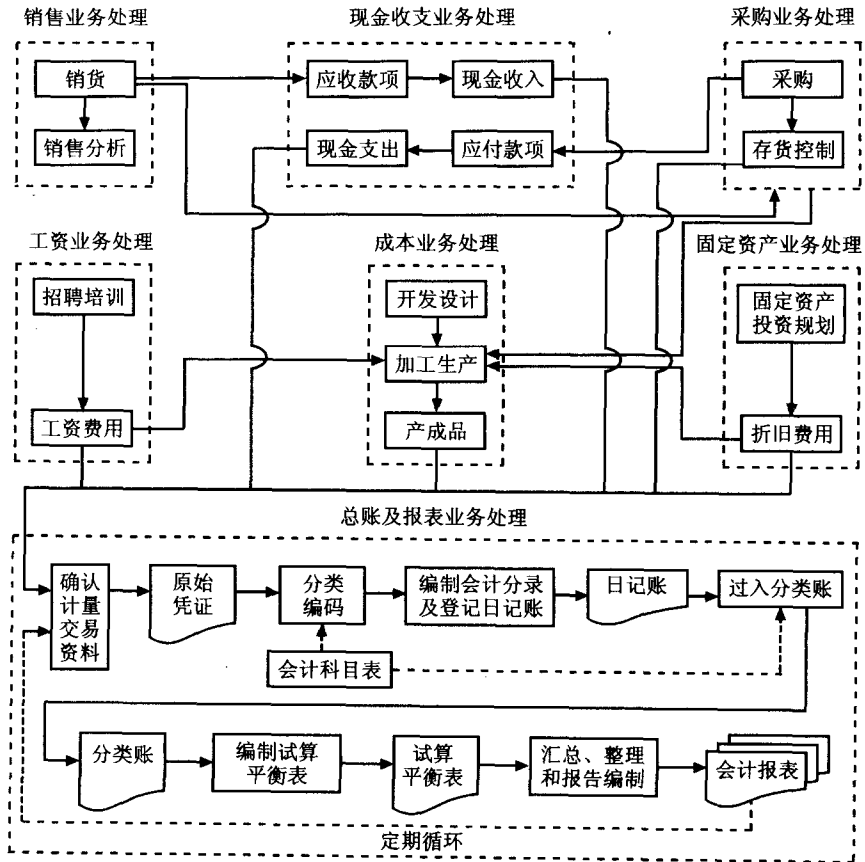 销售业务处理
现金收支业务处理
采购业务处理
销货
应收款项
现金收入
采购
销售分析
现金支出
应付款项
存货控制
工资业务处理
成本业务处理
固定资产业务处理
招聘培训
开发设计
固定资产
投资规划
加工生产
工资费用
产成品
折旧费用
总账及报表业务处理
确认
计量
交易
资料
原始
凭证
分类
编码
编制会计分录
及登记日记账
日记账
过入分类账
会计科目表
分类账
编制试算
平衡表
试算
平衡表
汇总、整理
和报告编制
会计报表
定期循环